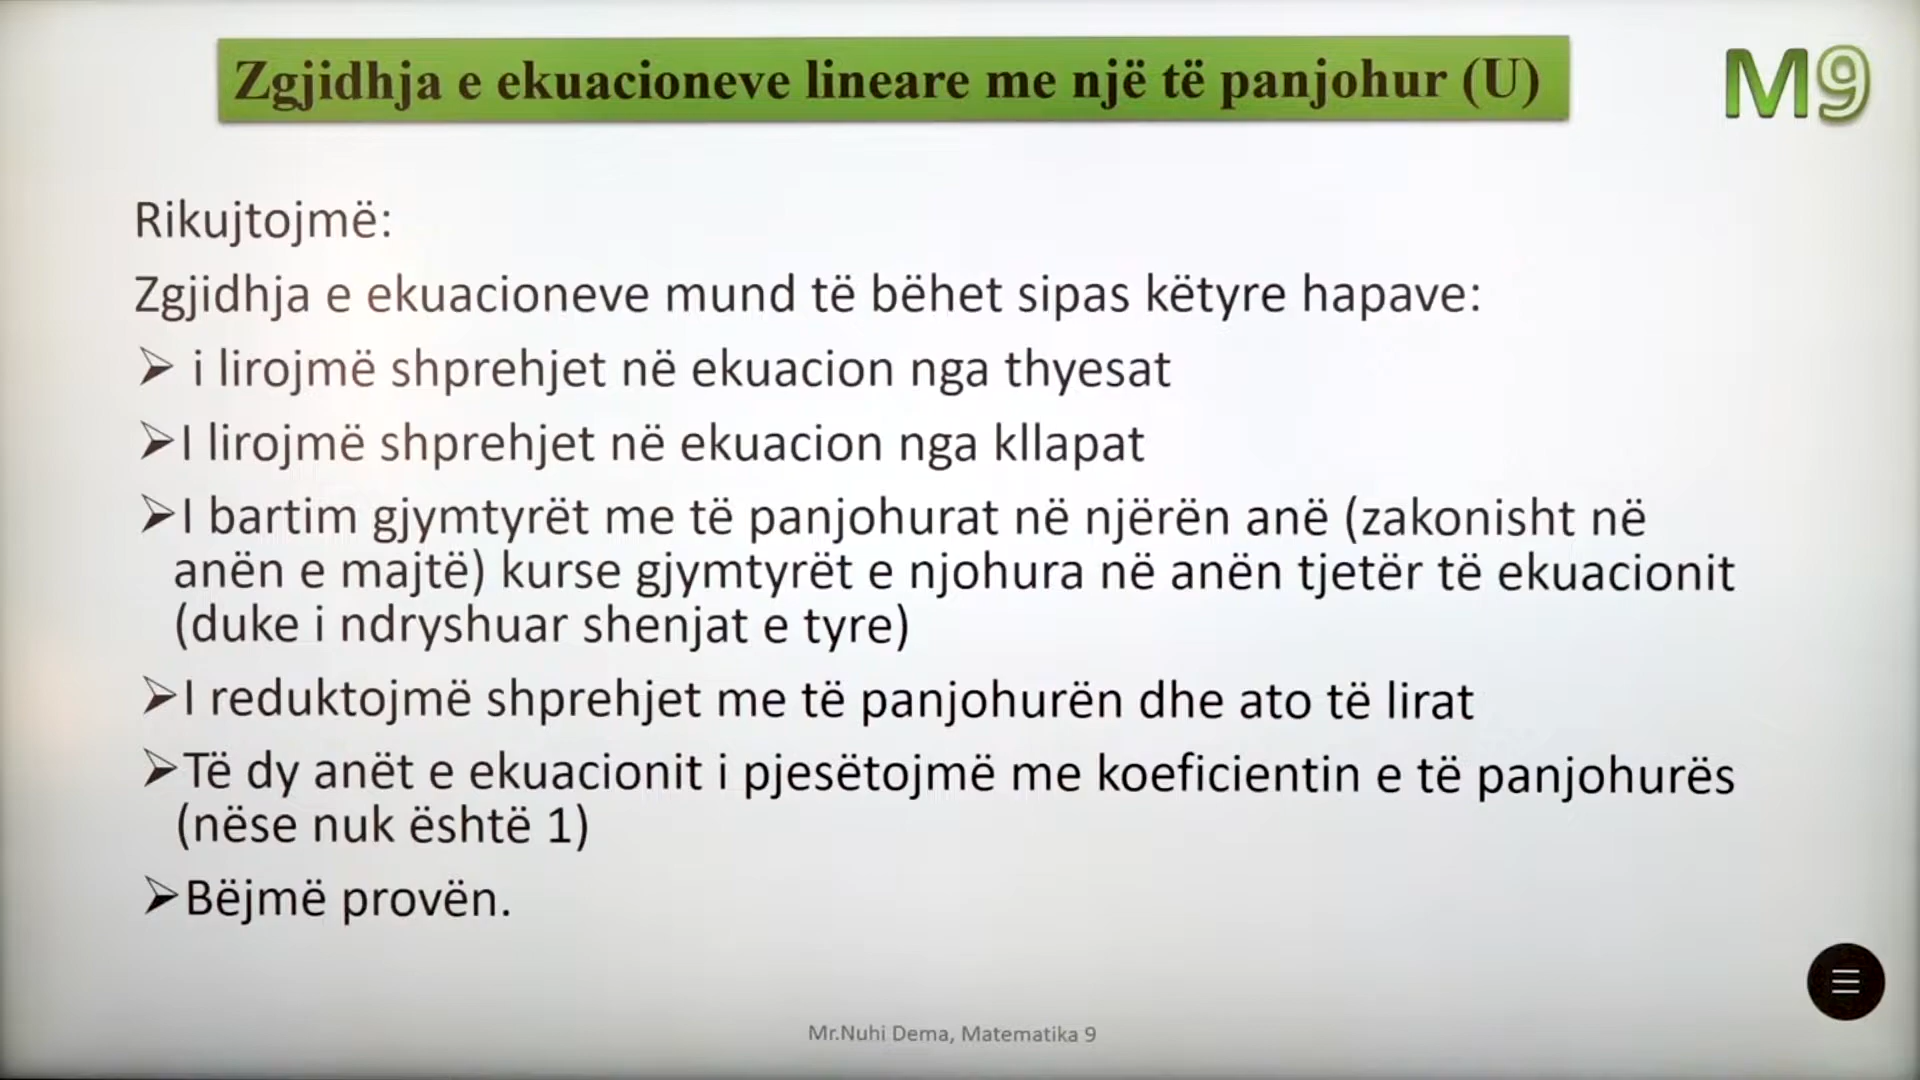 Zgjidhja e ekuacioneve lineare me një të panjohur (U)
M9
Rikujtojmë:
Zgjidhja e ekuacioneve mund të bëhet sipas këtyre hapave:
➢ i lirojmë shprehjet në ekuacion nga thyesat
➢I lirojmë shprehjet në ekuacion nga kllapat
➢I bartim gjymtyrët me të panjohurat në njërën anë (zakonisht në
anën e majtë) kurse gjymtyrët e njohura në anën tjetër të ekuacionit
(duke i ndryshuar shenjat e tyre)
➢I reduktojmë shprehjet me të panjohurën dhe ato të lirat
➢Të dy anët e ekuacionit i pjesëtojmë me koeficientin e të panjohurës
(nëse nuk është 1)
➢Bëjmë provën.
Mr.Nuhi Dema, Matematika 9